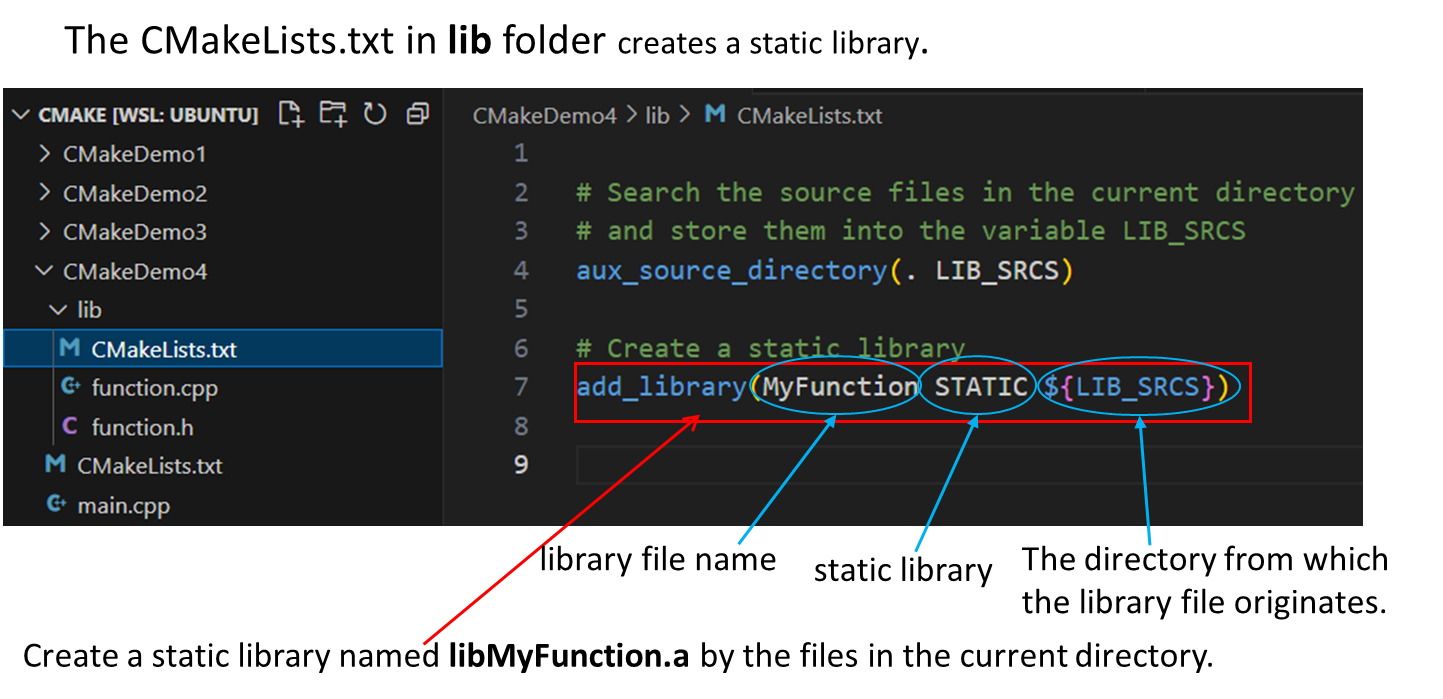 The CMakeLists.txt in lib folder creates a static library.
CMAKE [WSL: UBUNTU]
CMakeDemo1
CMakeDemo2
CMakeDemo3
CMakeDemo4
lib
CMakeLists.txt
function.cpp
function.h
CMakeLists.txt
main.cpp
CMakeDemo4 > lib > CMakeLists.txt
1
2 # Search the source files in the current directory
3 # and store them into the variable LIB_SRCS
4 aux_source_directory(. LIB_SRCS)
5
6 # Create a static library
7 add_library(MyFunction STATIC ${LIB_SRCS})
8
9
library file name
static library
The directory from which
the library file originates.
Create a static library named libMyFunction.a by the files in the current directory.